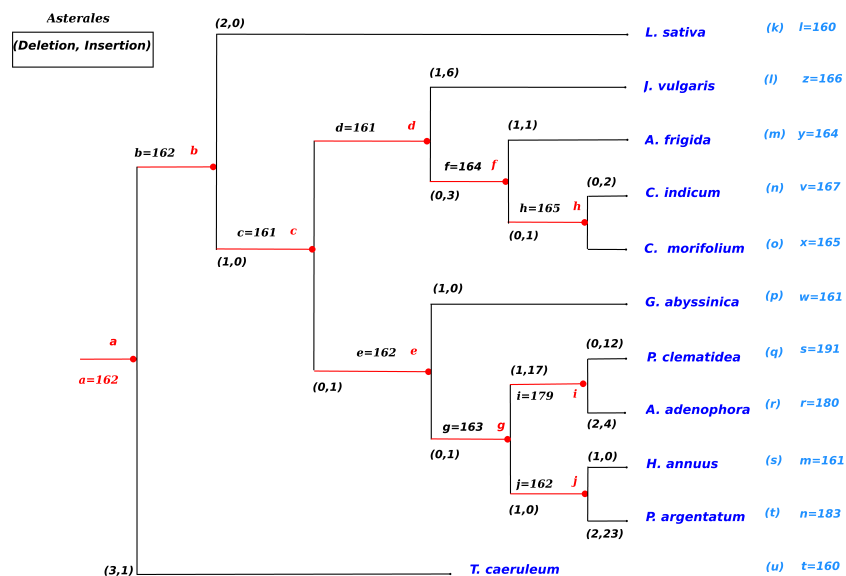 Asterales
(Deletion, Insertion)
(2,0)
L. sativa (k) l=160
(1,6)
J. vulgaris (l) z=166
d=161 d
(1,1)
A. frigida (m) y=164
b=162 b
f=164 f
(0,3)
(0,2)
C. indicum (n) v=167
h=165 h
c=161 c
(0,1)
C. morifolium (o) x=165
(1,0)
(1,0)
G. abyssinica (p) w=161
a
a=162
e=162 e
(0,1)
(0,12)
P. clematidea (q) s=191
(1,17)
i=179 i
A. adenophora (r) r=180
(2,4)
g=163 g
(0,1)
(1,0)
H. annuus (s) m=161
j=162 j
(1,0)
P. argentatum (t) n=183
(2,23)
(3,1)
T. caeruleum (u) t=160